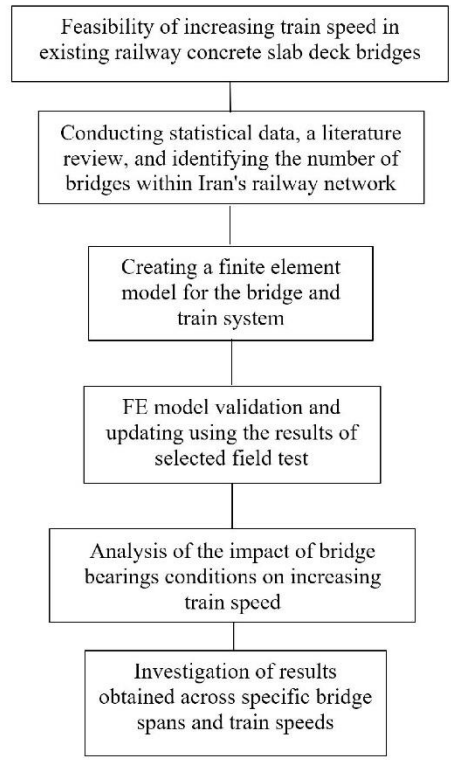 Feasibility of increasing train speed in
existing railway concrete slab deck bridges
Conducting statistical data, a literature
review, and identifying the number of
bridges within Iran's railway network
Creating a finite element
model for the bridge and
train system
FE model validation and
updating using the results of
selected field test
Analysis of the impact of bridge
bearings conditions on increasing
train speed
Investigation of results
obtained across specific bridge
spans and train speeds